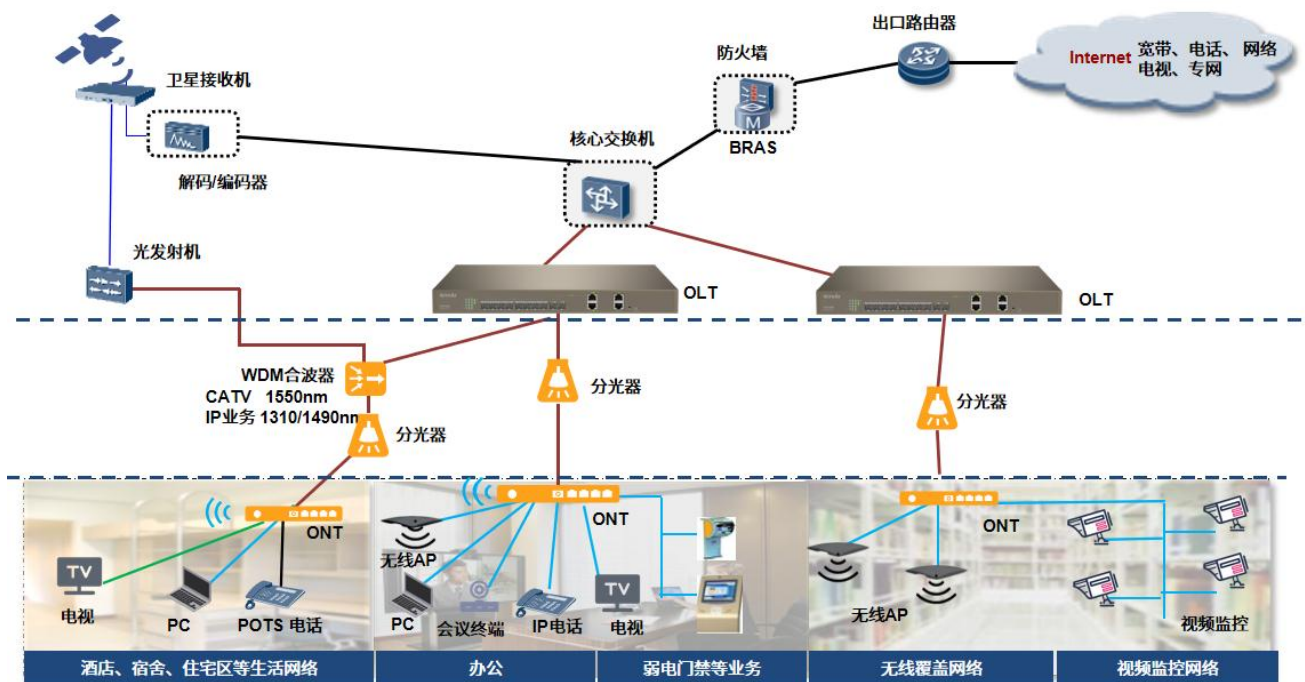 出口路由器
防火墙
Internet 宽带、电话、网络
电视、专网
卫星接收机
核心交换机
M
BRAS
解码/编码器
光发射机
OLT
OLT
WDM合波器
CATV 1550nm
IP业务 1310/1490nm
分光器
分光器
分光器
ONT
ONT
ONT
无线AP
TV
电视
PC
POTS 电话
PC
会议终端
IP电话
TV
电视
无线AP
视频监控
酒店、宿舍、住宅区等生活网络
办公
弱电门禁等业务
无线覆盖网络
视频监控网络